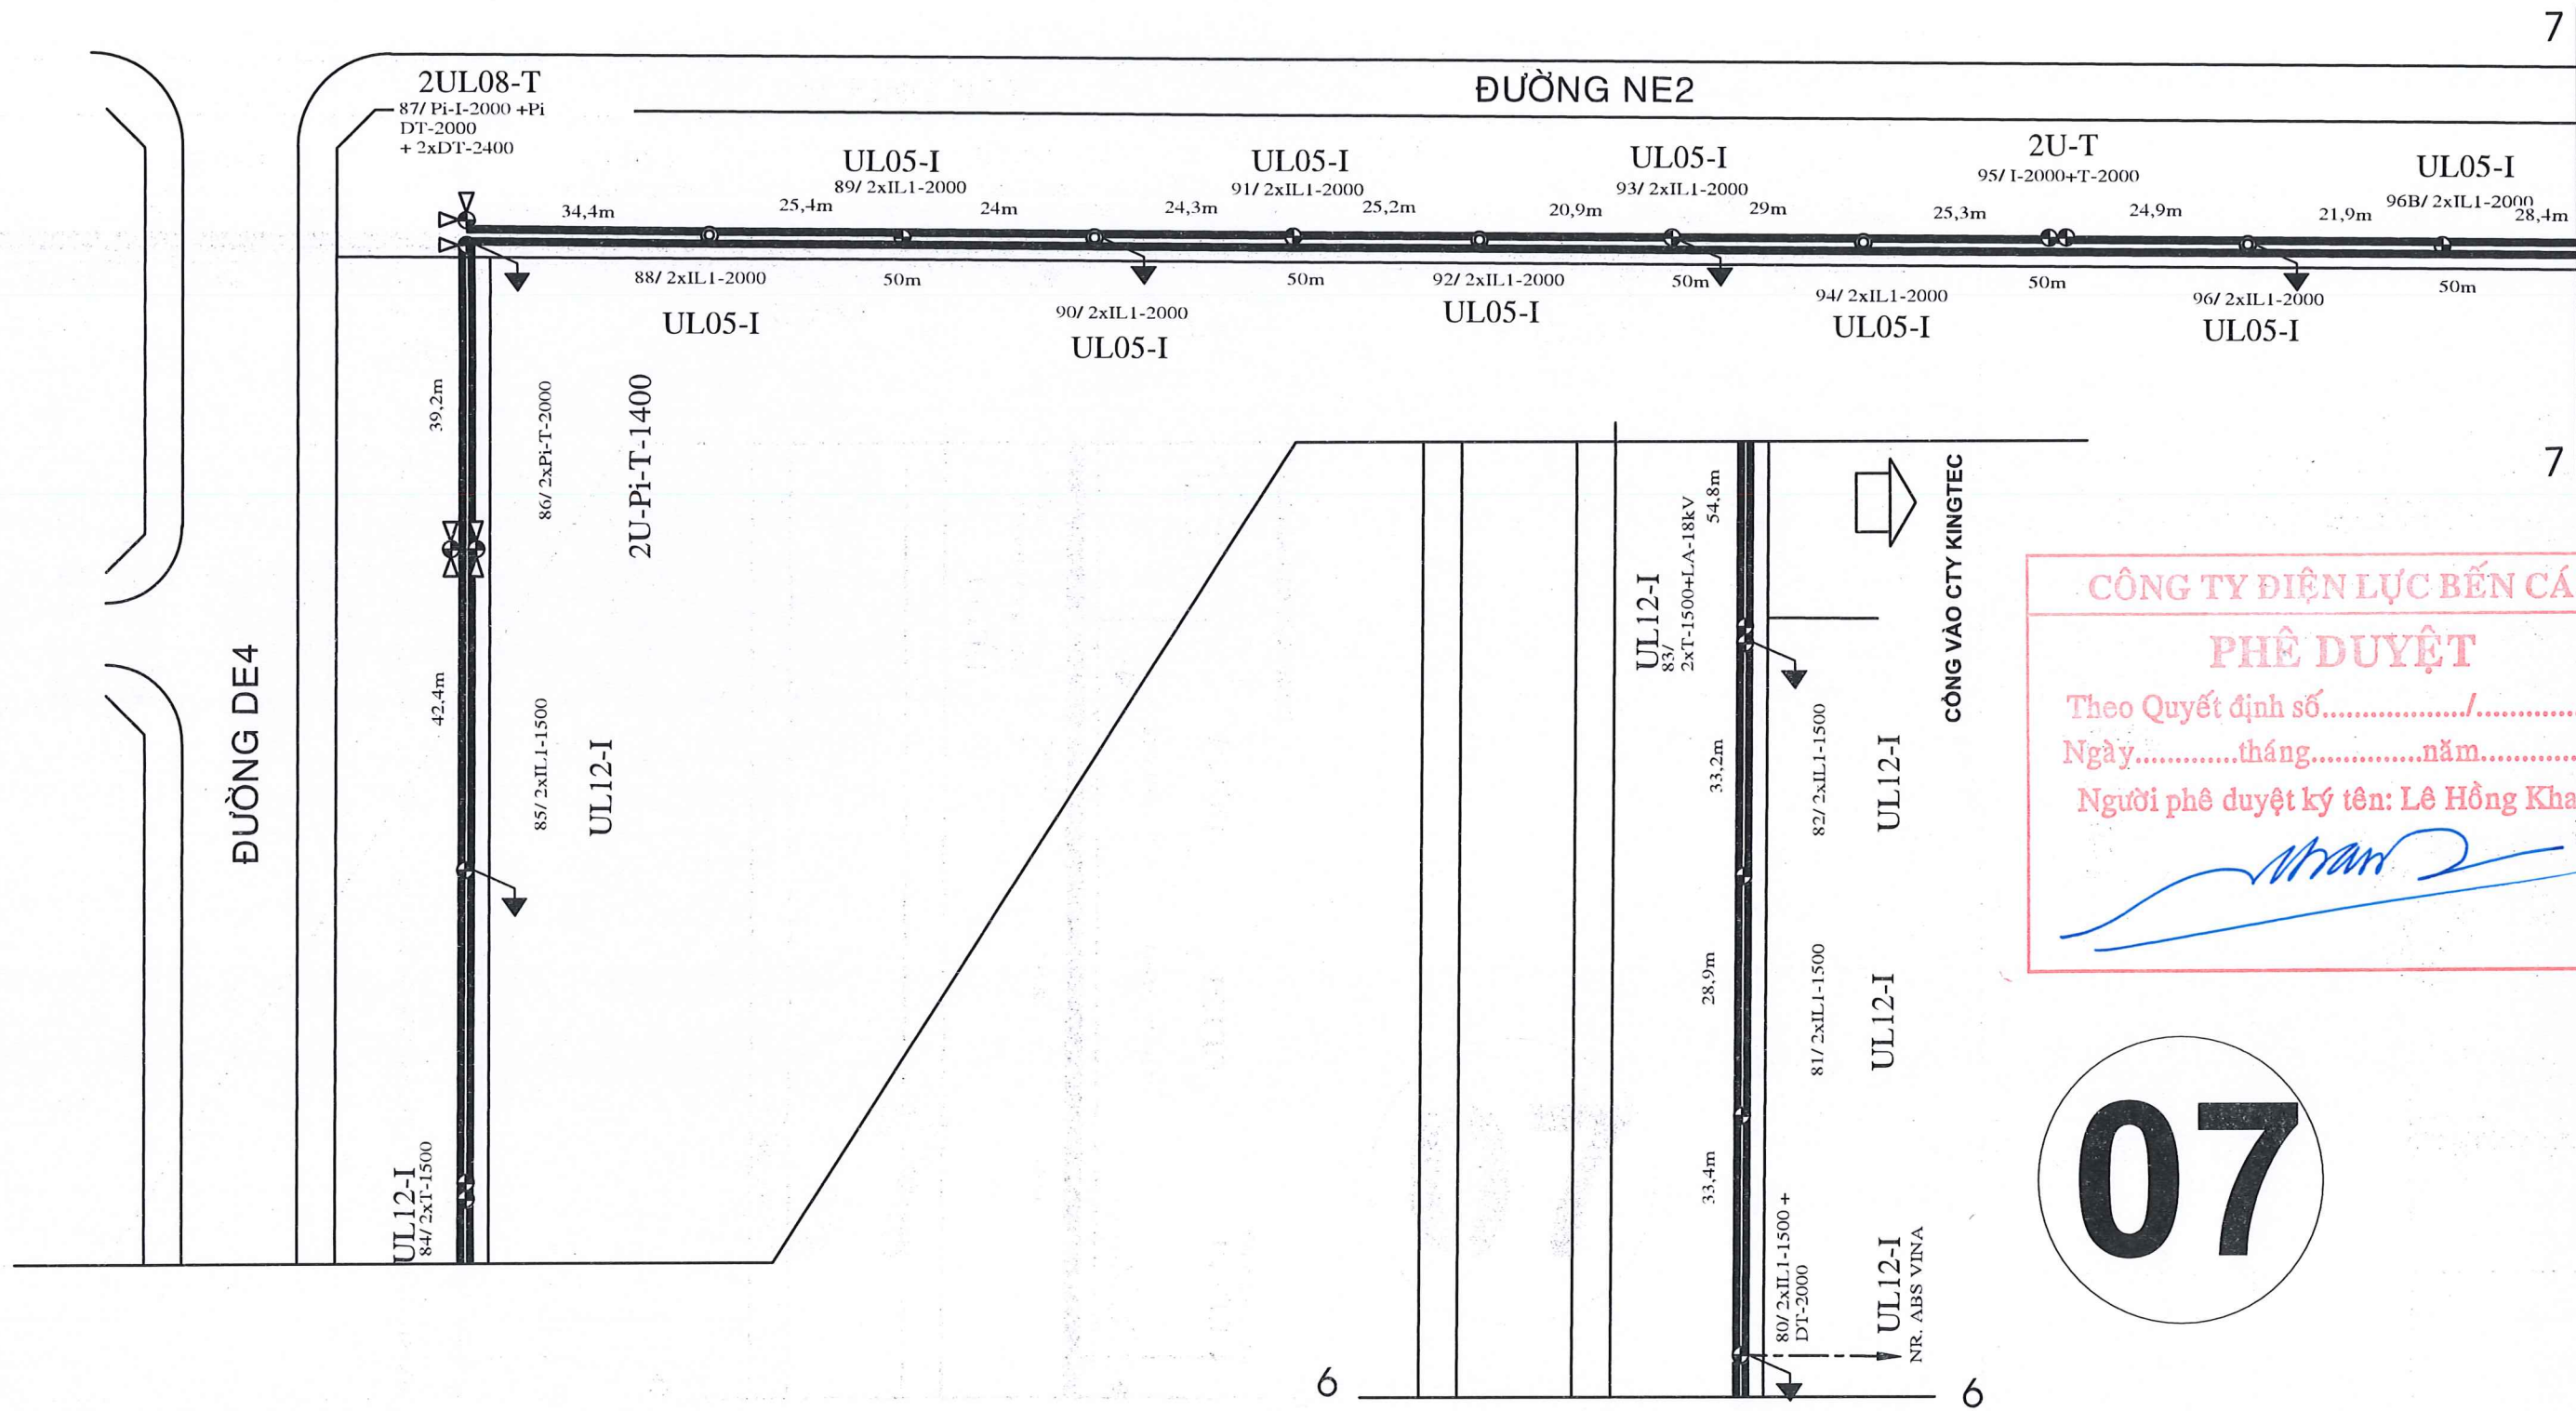 7
ĐƯỜNG NE2
2UL08-T
87/ Pi-I-2000 +Pi
DT-2000
+ 2xDT-2400
UL05-I
89/ 2xIL1-2000
UL05-I
91/ 2xIL1-2000
UL05-I
93/ 2xIL1-2000
2U-T
95/ I-2000+T-2000
UL05-I
96B/ 2xIL1-2000
34,4m
25,4m
24m
24,3m
25,2m
20,9m
29m
25,3m
24,9m
21,9m
28,4m
88/ 2xIL1-2000
UL05-I
50m
90/ 2xIL1-2000
UL05-I
50m
92/ 2xIL1-2000
UL05-I
50m
94/ 2xIL1-2000
UL05-I
50m
96/ 2xIL1-2000
UL05-I
50m
39,2m
86/ 2xPi-T-2000
2U-Pi-T-1400
42,4m
85/ 2xIL1-1500
UL12-I
ĐƯỜNG DE4
UL12-I
84/ 2xT-1500
7
54,8m
UL12-I
83/
2xT-1500+LA-18kV
CỔNG VÀO CTY KINGTEC
33,2m
82/ 2xIL1-1500
UL12-I
28,9m
81/ 2xIL1-1500
UL12-I
33,4m
80/ 2xIL1-1500 +
DT-2000
UL12-I
NR. ABS VINA
6
6
CÔNG TY ĐIỆN LỰC BẾN CÁ
PHÊ DUYỆT
Theo Quyết định số................../............
Ngày.............tháng..............năm............
Người phê duyệt ký tên: Lê Hồng Kha
07